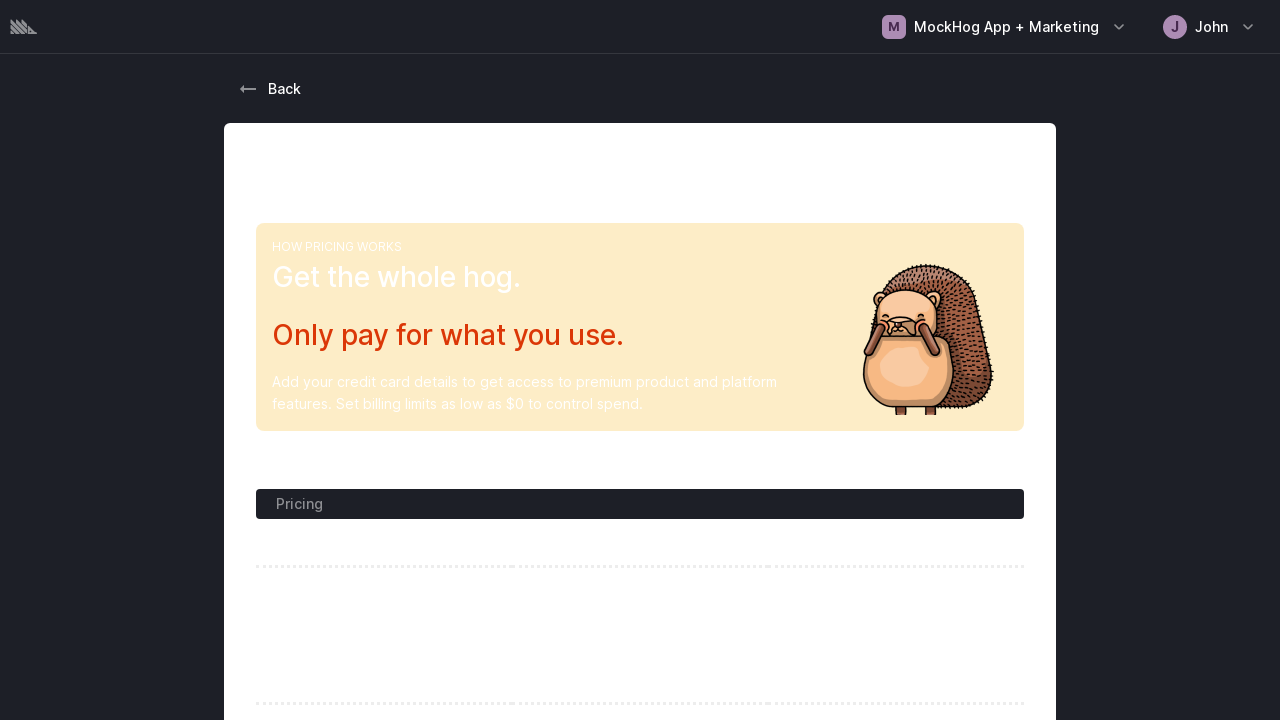 M MockHog App + Marketing
J John
Back
HOW PRICING WORKS
Get the whole hog.
Only pay for what you use.
Add your credit card details to get access to premium product and platform
features. Set billing limits as low as $0 to control spend.
Pricing